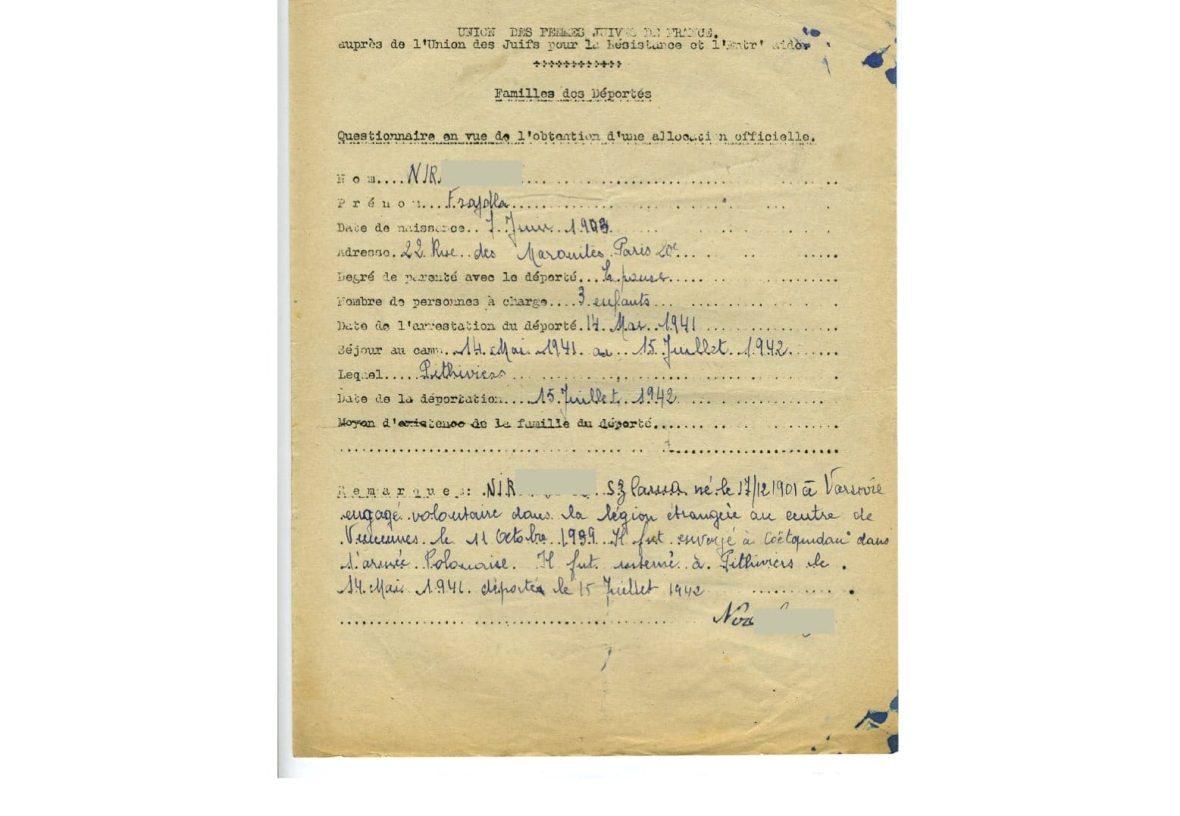 UNION DES FEMMES JUIVES DE FRANCE.
auprès de l'Union des Juifs pour la Résistance et l'Entr' Aide
++++++++++++
Familles des Déportés
Questionnaire en vue de l'obtention d'une allocation officielle.
Nom....NIR
Prénom....Frajdla
Date de naissance.. 7 Juin 1903
Adresse. 22 Rue des Maronites Paris 20e
Degré de parenté avec le déporté... Epouse
Nombre de personnes à charge....3 enfants
Date de l'arrestation du déporté. 14 Mai 1941
Séjour au camp. 14 Mai 1941 au 15 Juillet 1942
Lequel.....Pithiviers
Date de la déportation....15 Juillet 1942
Moyen d'existence de la famille du déporté.....
Remarques: NIR Szlama né le 17/12 1901 à Varsovie
engagé volontaire dans la légion étrangère au centre de
Vincennes le 11 Octobre 1939 Il fut envoyé à Coëtquidan dans
l'armée Polonaise. Il fut interné à Pithiviers le
14 Mai 1941 déporté le 15 Juillet 1942